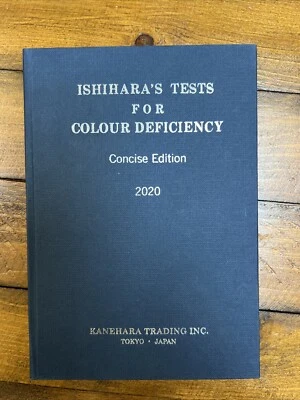 ISHIHARA'S TESTS
FOR
COLOUR DEFICIENCY
Concise Edition
2020
KANEHARA TRADING INC.
TOKYO • JAPAN